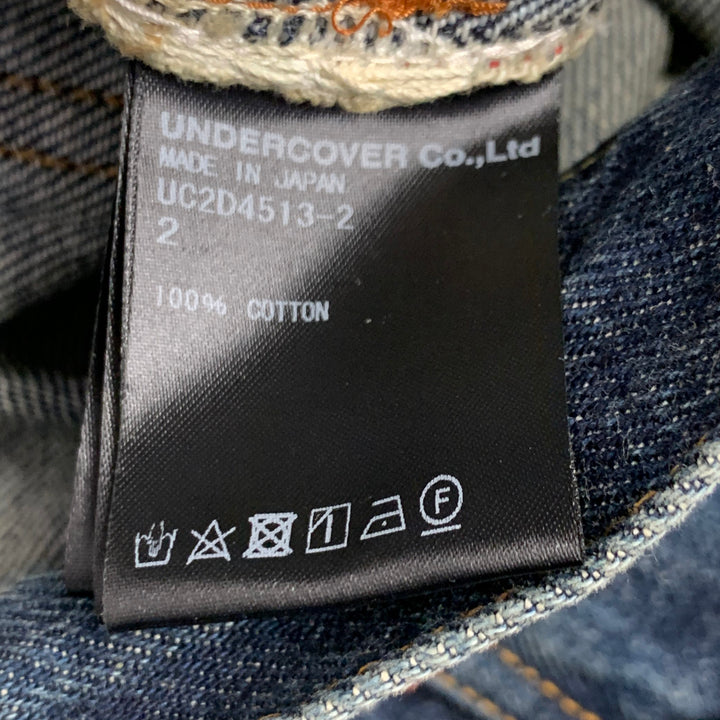 UNDERCOVER Co.,Ltd
MADE IN JAPAN
UC2D4513-2
2
100% COTTON
F